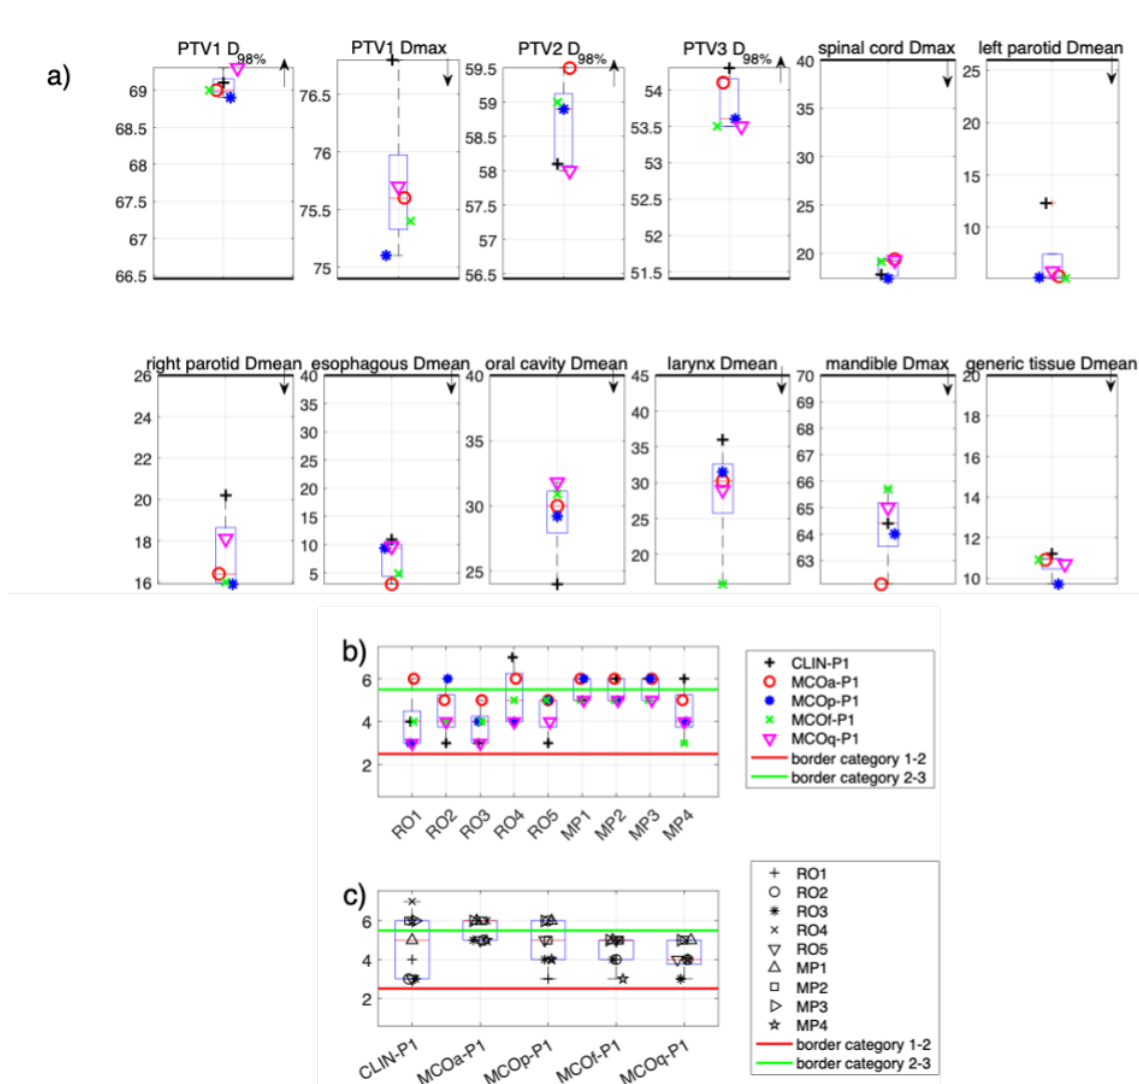 a)
PTV1 D98%
69
68.5
68
67.5
67
66.5
PTV1 Dmax
76.5
76
75.5
75
PTV2 D98%
59.5
59
58.5
58
57.5
57
56.5
PTV3 D98%
54
53.5
53
52.5
52
51.5
spinal cord Dmax
40
35
30
25
20
left parotid Dmean
25
20
15
10
right parotid Dmean
26
24
22
20
18
16
esophagous Dmean
40
35
30
25
20
15
10
5
oral cavity Dmean
40
35
30
25
larynx Dmean
45
40
35
30
25
20
mandible Dmax
70
69
68
67
66
65
64
63
generic tissue Dmean
20
18
16
14
12
10
b)
6
4
2
RO1
RO2
RO3
RO4
RO5
MP1
MP2
MP3
MP4
CLIN-P1
MCOa-P1
MCOp-P1
MCOf-P1
MCOq-P1
border category 1-2
border category 2-3
c)
6
4
2
CLIN-P1
MCOa-P1
MCOp-P1
MCOf-P1
MCOq-P1
RO1
RO2
RO3
RO4
RO5
MP1
MP2
MP3
MP4
border category 1-2
border category 2-3